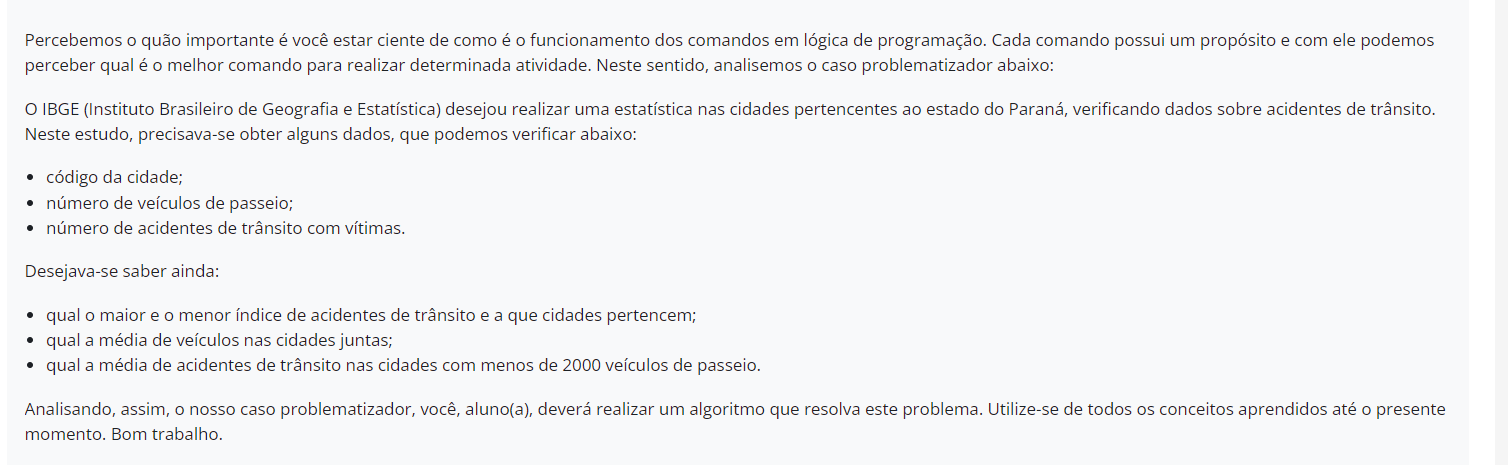 Percebemos o quão importante é você estar ciente de como é o funcionamento dos comandos em lógica de programação. Cada comando possui um propósito e com ele podemos
perceber qual é o melhor comando para realizar determinada atividade. Neste sentido, analisemos o caso problematizador abaixo:
O IBGE (Instituto Brasileiro de Geografia e Estatística) desejou realizar uma estatística nas cidades pertencentes ao estado do Paraná, verificando dados sobre acidentes de trânsito.
Neste estudo, precisava-se obter alguns dados, que podemos verificar abaixo:
• código da cidade;
• número de veículos de passeio;
• número de acidentes de trânsito com vítimas.
Desejava-se saber ainda:
• qual o maior e o menor índice de acidentes de trânsito e a que cidades pertencem;
• qual a média de veículos nas cidades juntas;
• qual a média de acidentes de trânsito nas cidades com menos de 2000 veículos de passeio.
Analisando, assim, o nosso caso problematizador, você, aluno(a), deverá realizar um algoritmo que resolva este problema. Utilize-se de todos os conceitos aprendidos até o presente
momento. Bom trabalho.